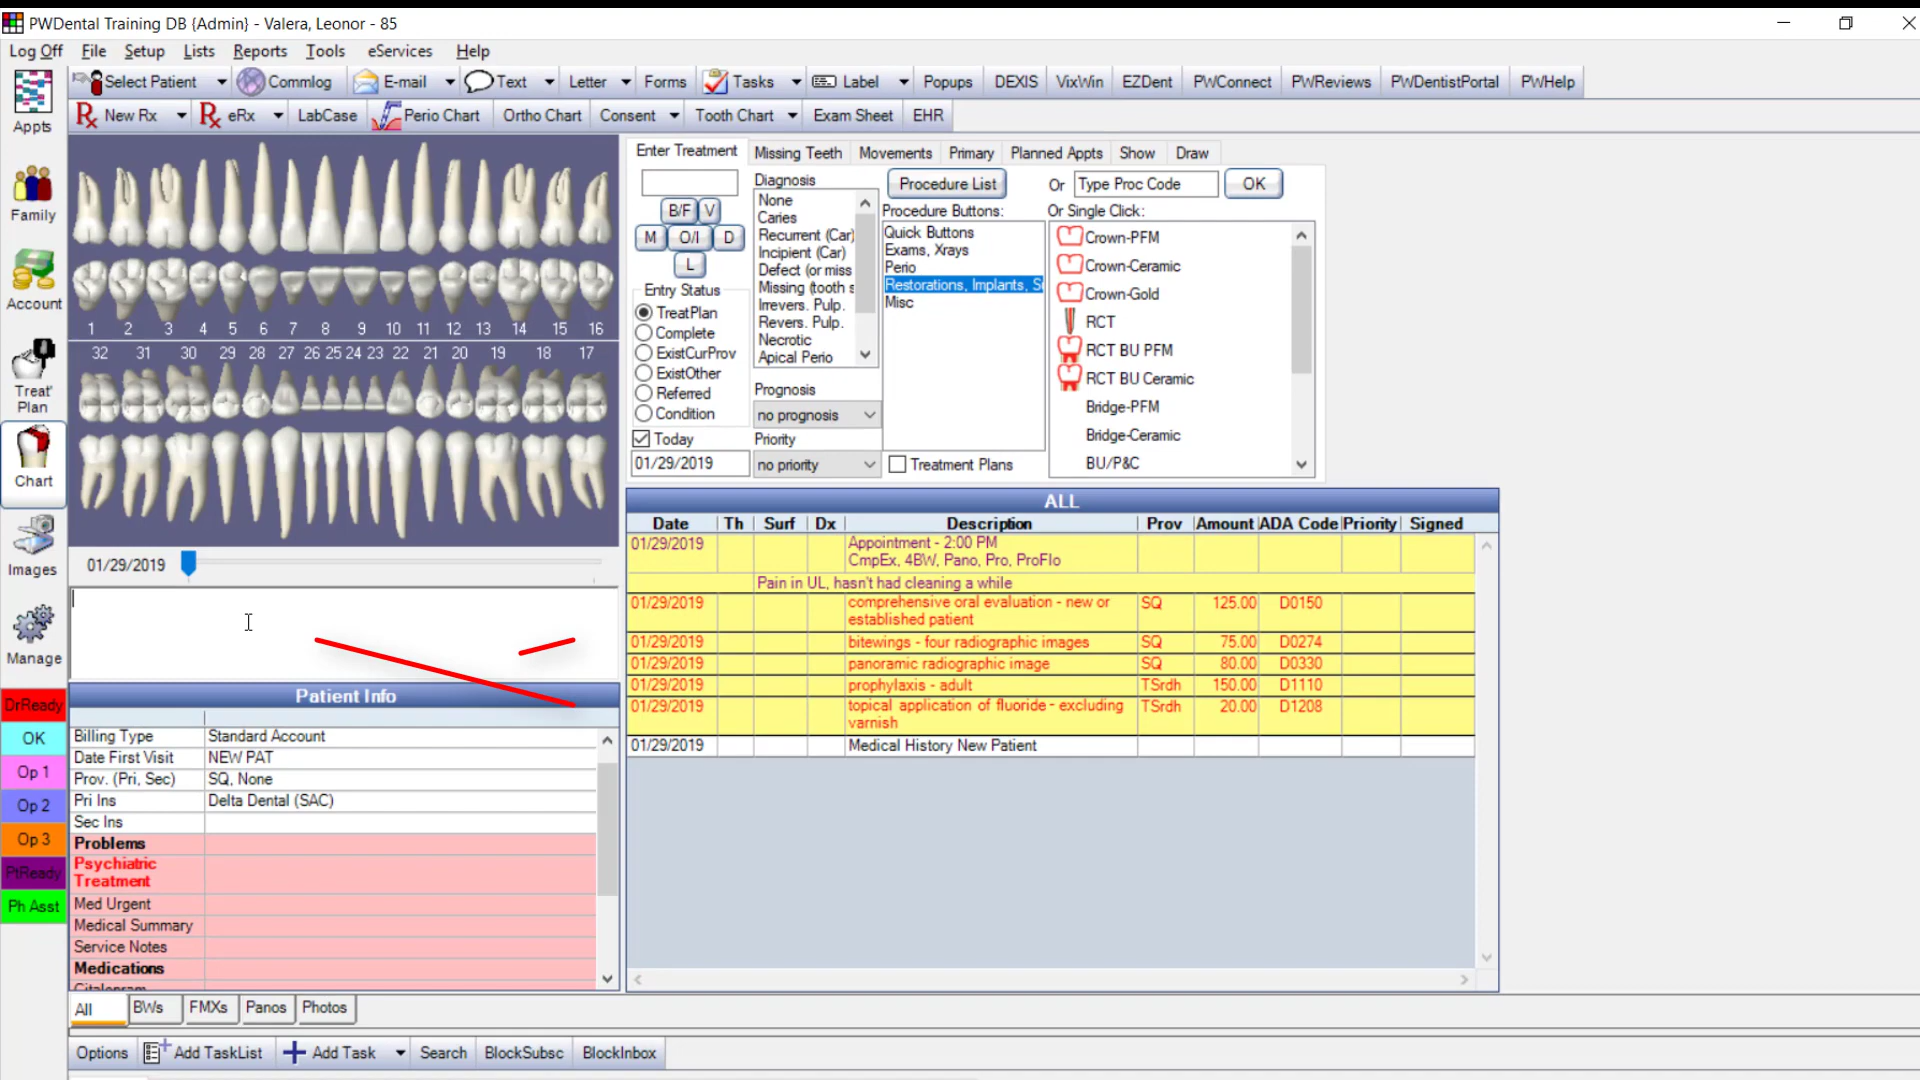 PWDental Training DB {Admin} - Valera, Leonor - 85
Log Off File Setup Lists Reports Tools eServices Help
Select Patient Commlog E-mail Text Letter Forms Tasks Label Popups DEXIS VixWin EZDent PWConnect PWReviews PWDentistPortal PWHelp
New Rx eRx LabCase Perio Chart Ortho Chart Consent Tooth Chart Exam Sheet EHR
Appts
Family
Account
Treat'
Plan
Chart
Images
Manage
DrReady
OK
Op 1
Op 2
Op 3
PtReady
Ph Asst
1 2 3 4 5 6 7 8 9 10 11 12 13 14 15 16
32 31 30 29 28 27 26 25 24 23 22 21 20 19 18 17
01/29/2019
Patient Info
Billing Type Standard Account
Date First Visit NEW PAT
Prov. (Pri, Sec) SQ, None
Pri Ins Delta Dental (SAC)
Sec Ins
Problems
Psychiatric
Treatment
Med Urgent
Medical Summary
Service Notes
Medications
Citalopram
All BWs FMXs Panos Photos
Options Add TaskList Add Task Search BlockSubsc BlockInbox
Enter Treatment Missing Teeth Movements Primary Planned Appts Show Draw
B/F V
M O/I D
L
Entry Status
TreatPlan
Complete
ExistCurProv
ExistOther
Referred
Condition
Today
01/29/2019
Diagnosis
None
Caries
Recurrent (Car)
Incipient (Car)
Defect (or miss
Missing (tooth s
Irrevers. Pulp.
Revers. Pulp.
Necrotic
Apical Perio
Prognosis
no prognosis
Priority
no priority
Procedure List Or Type Proc Code OK
Procedure Buttons:
Quick Buttons
Exams, Xrays
Perio
Restorations, Implants, S
Misc
Treatment Plans
Or Single Click:
Crown-PFM
Crown-Ceramic
Crown-Gold
RCT
RCT BU PFM
RCT BU Ceramic
Bridge-PFM
Bridge-Ceramic
BU/P&C
ALL
Date Th Surf Dx Description Prov Amount ADA Code Priority Signed
01/29/2019 Appointment - 2:00 PM
CmpEx, 4BW, Pano, Pro, ProFlo
Pain in UL, hasn't had cleaning a while
01/29/2019 comprehensive oral evaluation - new or SQ 125.00 D0150
established patient
01/29/2019 bitewings - four radiographic images SQ 75.00 D0274
01/29/2019 panoramic radiographic image SQ 80.00 D0330
01/29/2019 prophylaxis - adult TSrdh 150.00 D1110
01/29/2019 topical application of fluoride - excluding TSrdh 20.00 D1208
varnish
01/29/2019 Medical History New Patient